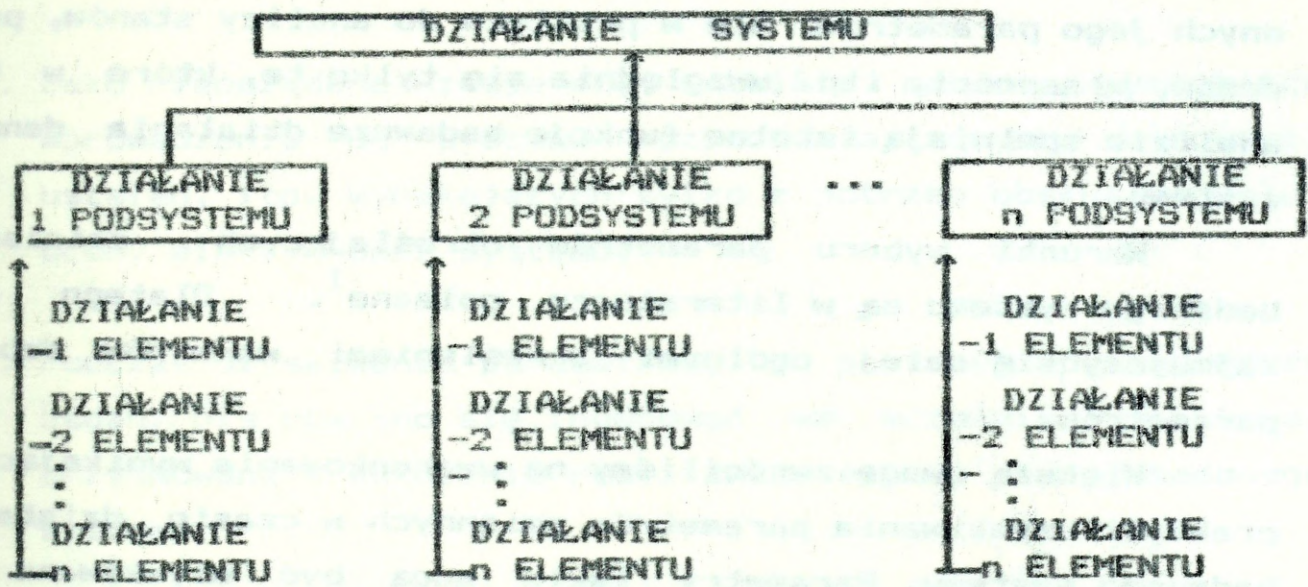 DZIAŁANIE SYSTEMU
DZIAŁANIE
1 PODSYSTEMU
DZIAŁANIE
2 PODSYSTEMU
...
DZIAŁANIE
n PODSYSTEMU
DZIAŁANIE
1 ELEMENTU
DZIAŁANIE
2 ELEMENTU
DZIAŁANIE
n ELEMENTU
DZIAŁANIE
1 ELEMENTU
DZIAŁANIE
2 ELEMENTU
DZIAŁANIE
n ELEMENTU
DZIAŁANIE
1 ELEMENTU
DZIAŁANIE
2 ELEMENTU
DZIAŁANIE
n ELEMENTU